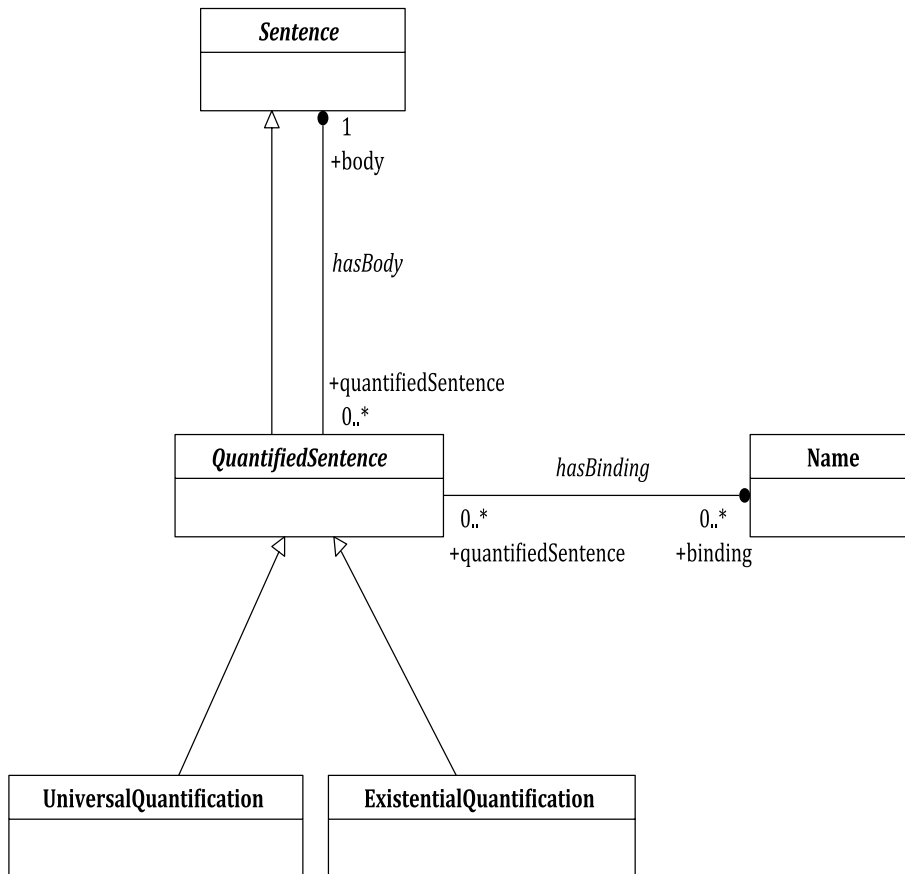 Sentence
1
+body
hasBody
+quantifiedSentence
0..*
QuantifiedSentence
hasBinding
Name
0..*
0..*
+quantifiedSentence
+binding
UniversalQuantification
ExistentialQuantification